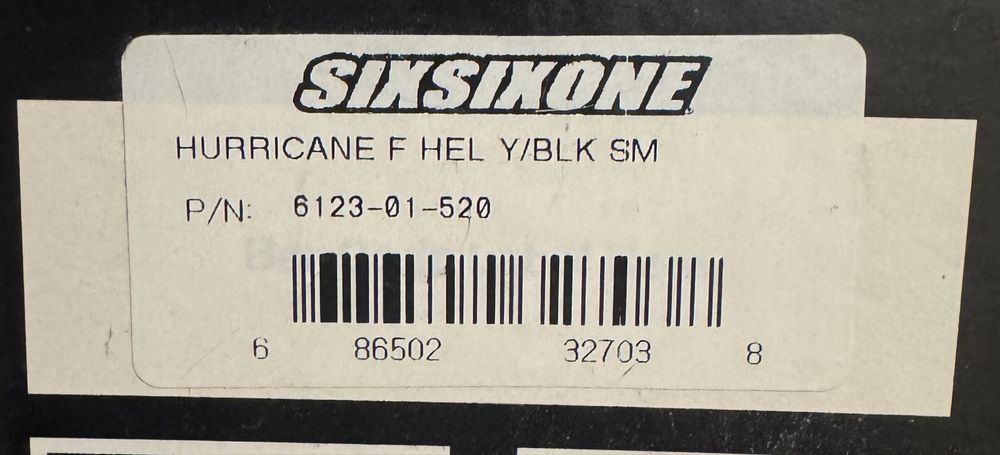 SIXSIXONE
HURRICANE F HEL Y/BLK SM
P/N: 6123-01-520
6 86502 32703 8